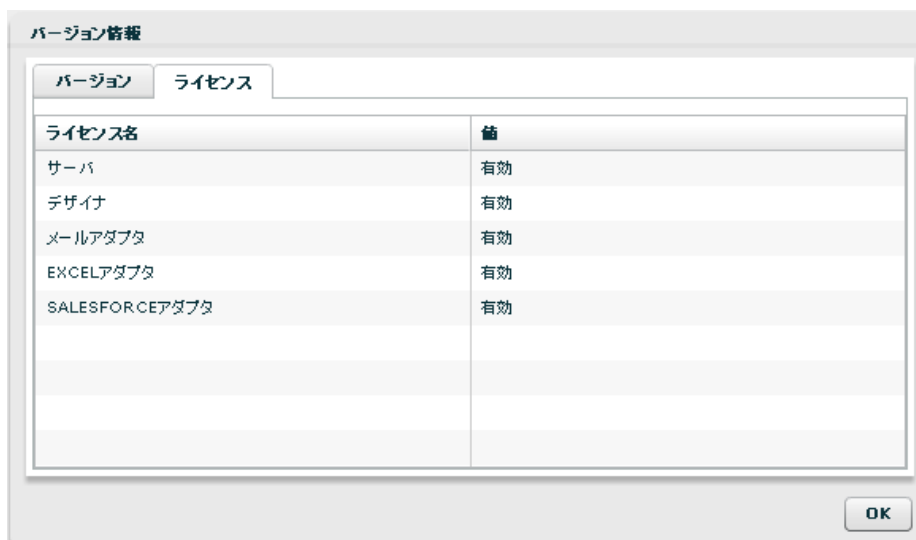 バージョン情報
バージョン ライセンス
ライセンス名 値
サーバ 有効
デザイナ 有効
メールアダプタ 有効
EXCELアダプタ 有効
SALESFORCEアダプタ 有効
OK